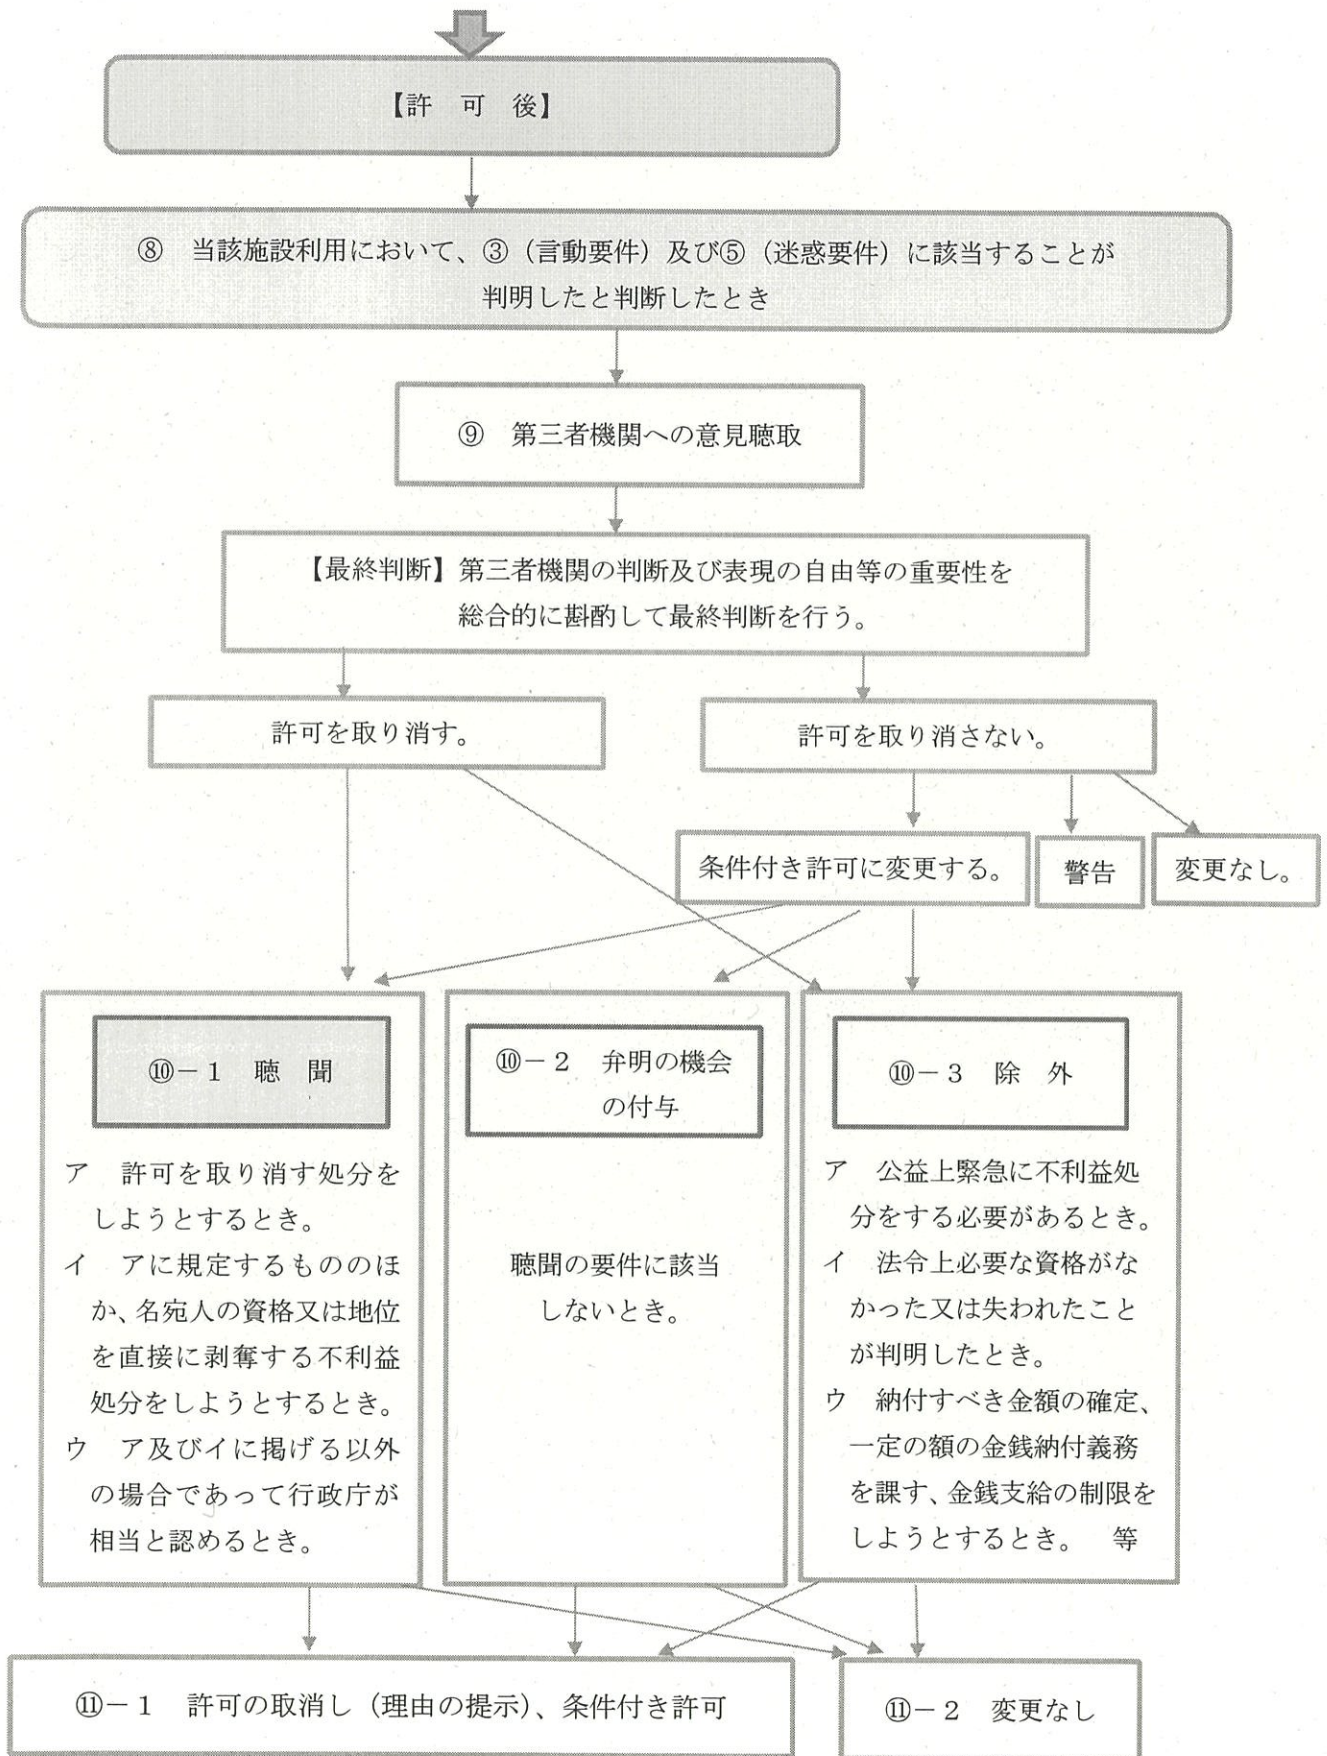 【許　可　後】
⑧　当該施設利用において、③（言動要件）及び⑤（迷惑要件）に該当することが
判明したと判断したとき
⑨　第三者機関への意見聴取
【最終判断】第三者機関の判断及び表現の自由等の重要性を
総合的に斟酌して最終判断を行う。
許可を取り消す。
許可を取り消さない。
条件付き許可に変更する。
警告
変更なし。
⑩－１　聴　聞
ア　許可を取り消す処分を
しようとするとき。
イ　アに規定するもののほ
か、名宛人の資格又は地位
を直接に剥奪する不利益
処分をしようとするとき。
ウ　ア及びイに掲げる以外
の場合であって行政庁が
相当と認めるとき。
⑩－２　弁明の機会
の付与
聴聞の要件に該当
しないとき。
⑩－３　除　外
ア　公益上緊急に不利益処
分をする必要があるとき。
イ　法令上必要な資格がな
かった又は失われたこと
が判明したとき。
ウ　納付すべき金額の確定、
一定の額の金銭納付義務
を課す、金銭支給の制限を
しようとするとき。　等
⑪－１　許可の取消し（理由の提示）、条件付き許可
⑪－２　変更なし